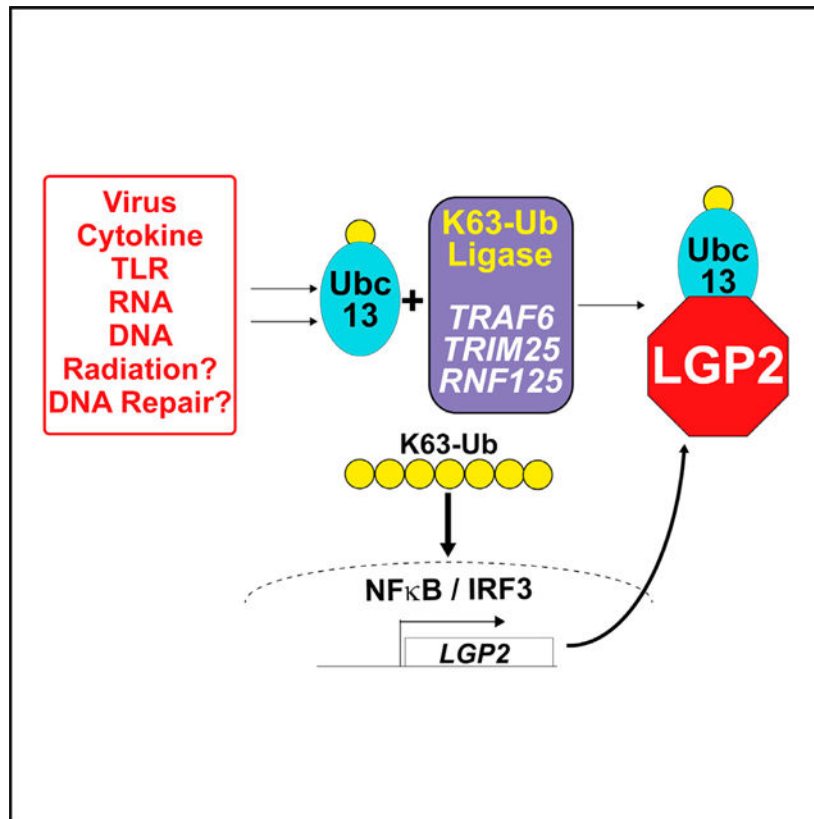 Virus
Cytokine
TLR
RNA
DNA
Radiation?
DNA Repair?
Ubc
13
+
K63-Ub
Ligase
TRAF6
TRIM25
RNF125
Ubc
13
LGP2
K63-Ub
NFκB / IRF3
LGP2